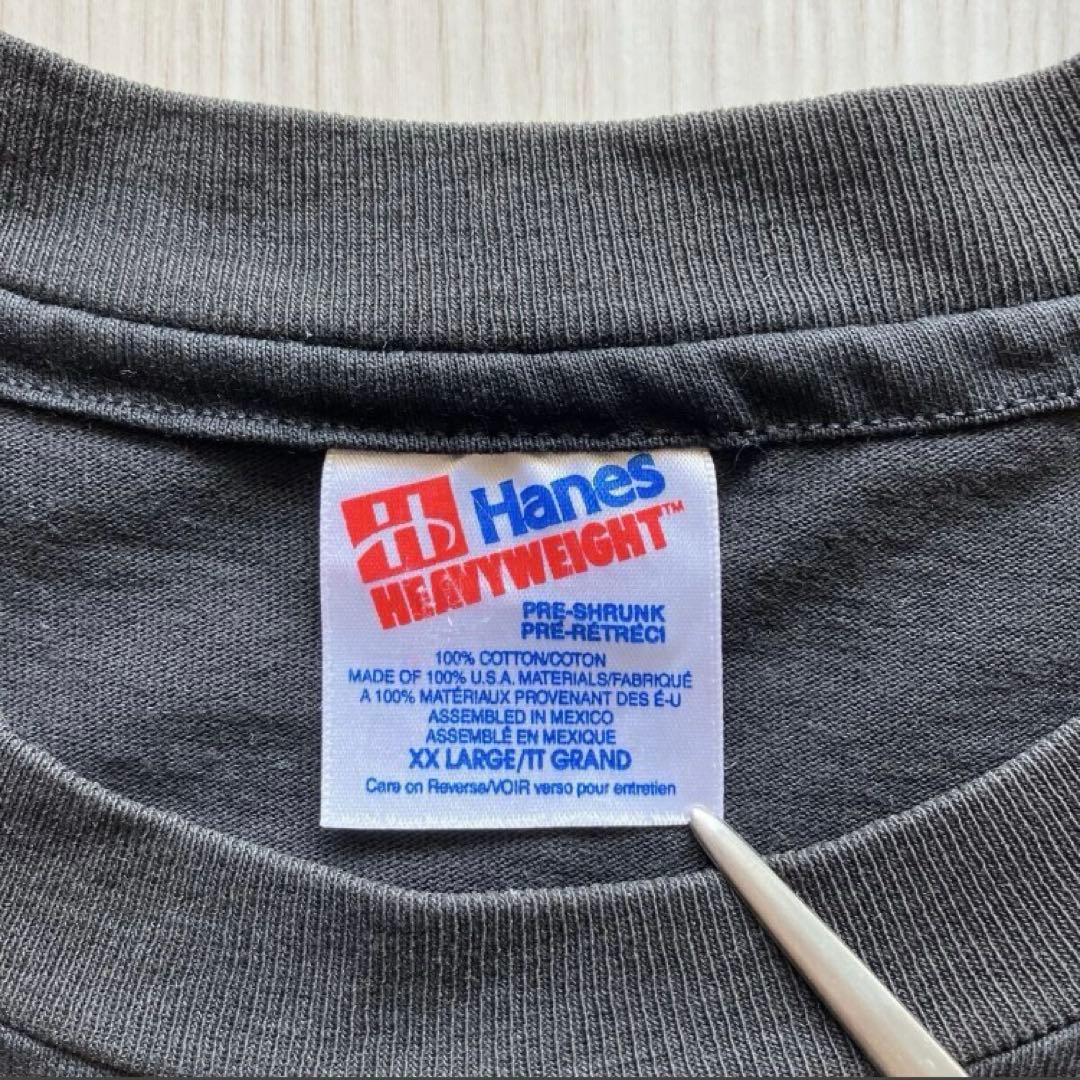 Hanes
HEAVYWEIGHT™
PRE-SHRUNK
PRÉ-RÉTRÉCI
100% COTTON/COTON
MADE OF 100% U.S.A. MATERIALS/FABRIQUÉ
A 100% MATÉRIAUX PROVENANT DES É-U
ASSEMBLED IN MEXICO
ASSEMBLÉ EN MEXIQUE
XX LARGE/TT GRAND
Care on Reverse/VOIR verso pour entretien